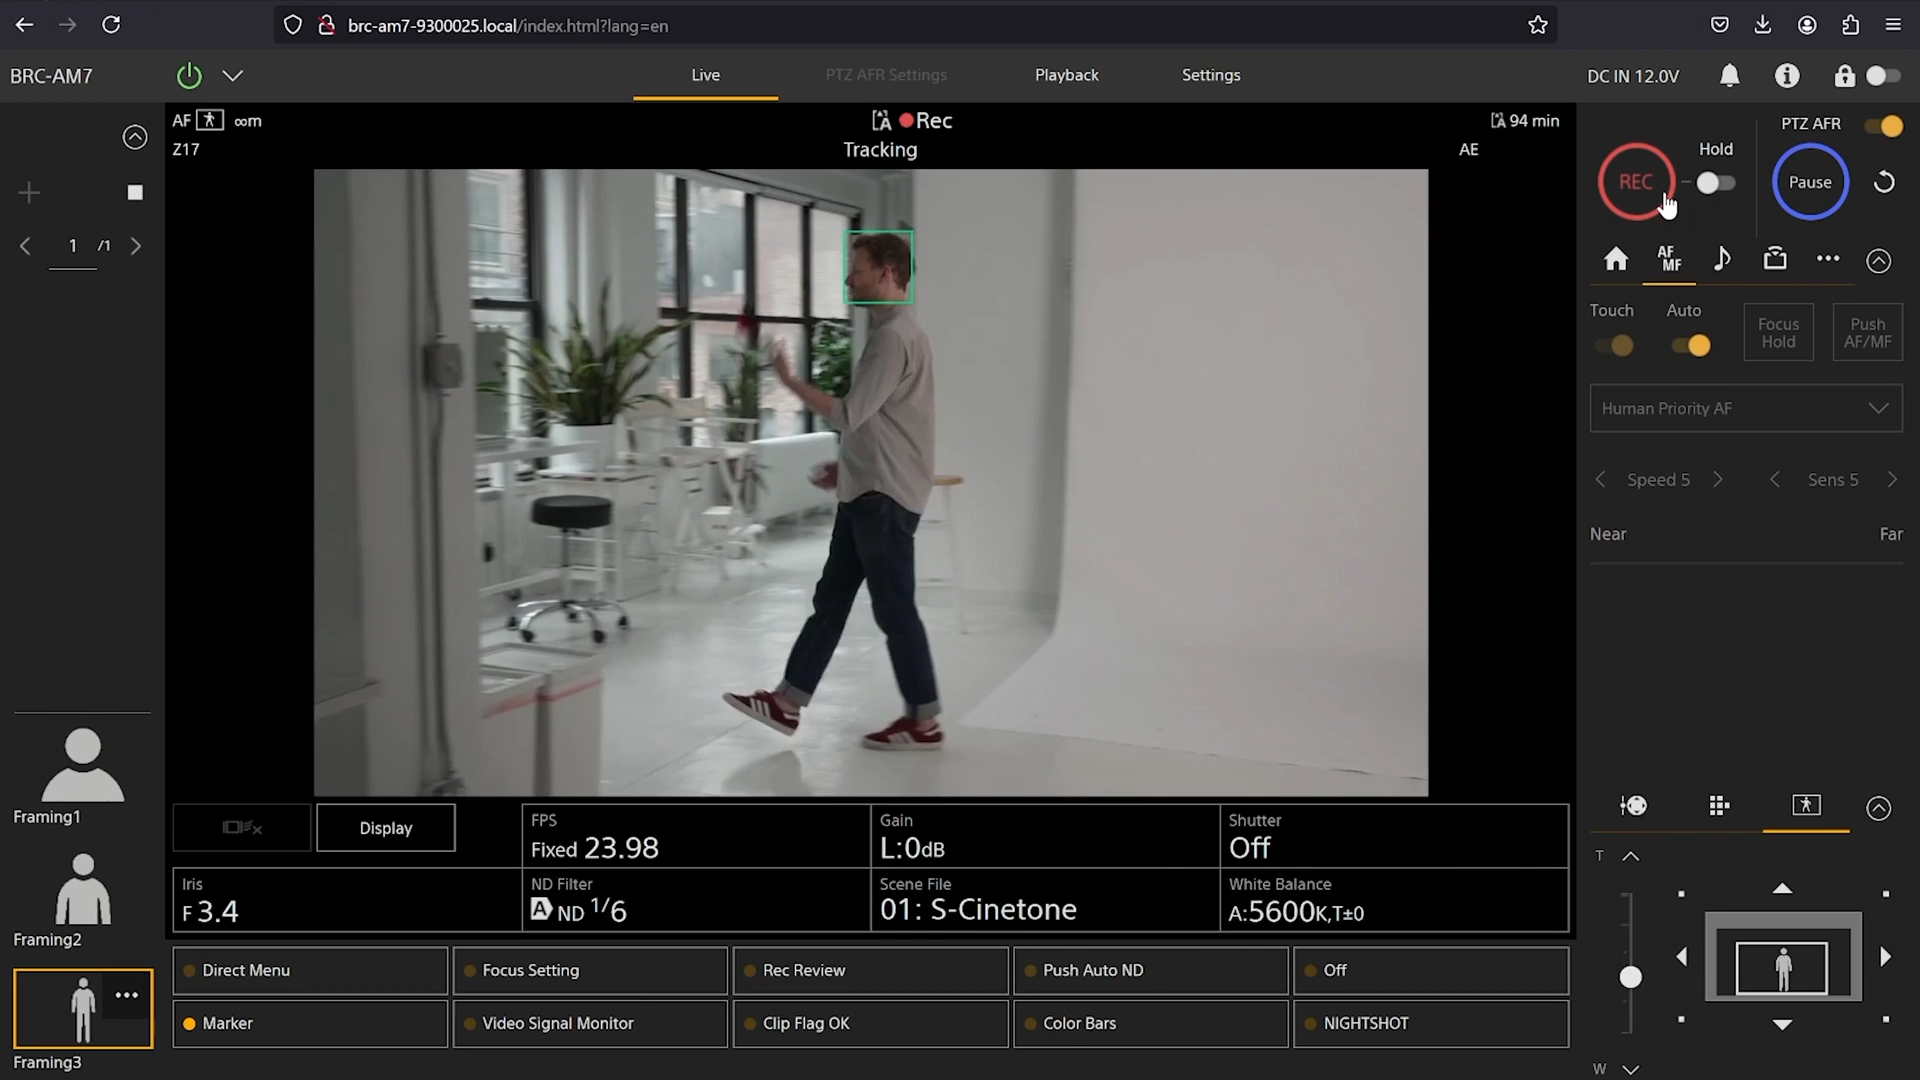 brc-am7-9300025.local/index.html?lang=en
BRC-AM7
Live
PTZ AFR Settings
Playback
Settings
DC IN 12.0V
AF
∞m
A
Rec
A 94 min
Z17
Tracking
AE
1 /1
PTZ AFR
REC
Hold
Pause
AF
MF
Touch
Auto
Focus
Hold
Push
AF/MF
Human Priority AF
Speed 5
Sens 5
Near
Far
Framing1
Framing2
Framing3
Display
FPS
Fixed 23.98
Gain
L:0dB
Shutter
Off
Iris
F 3.4
ND Filter
A ND 1/6
Scene File
01: S-Cinetone
White Balance
A:5600K,T±0
Direct Menu
Focus Setting
Rec Review
Push Auto ND
Off
Marker
Video Signal Monitor
Clip Flag OK
Color Bars
NIGHTSHOT
T
W